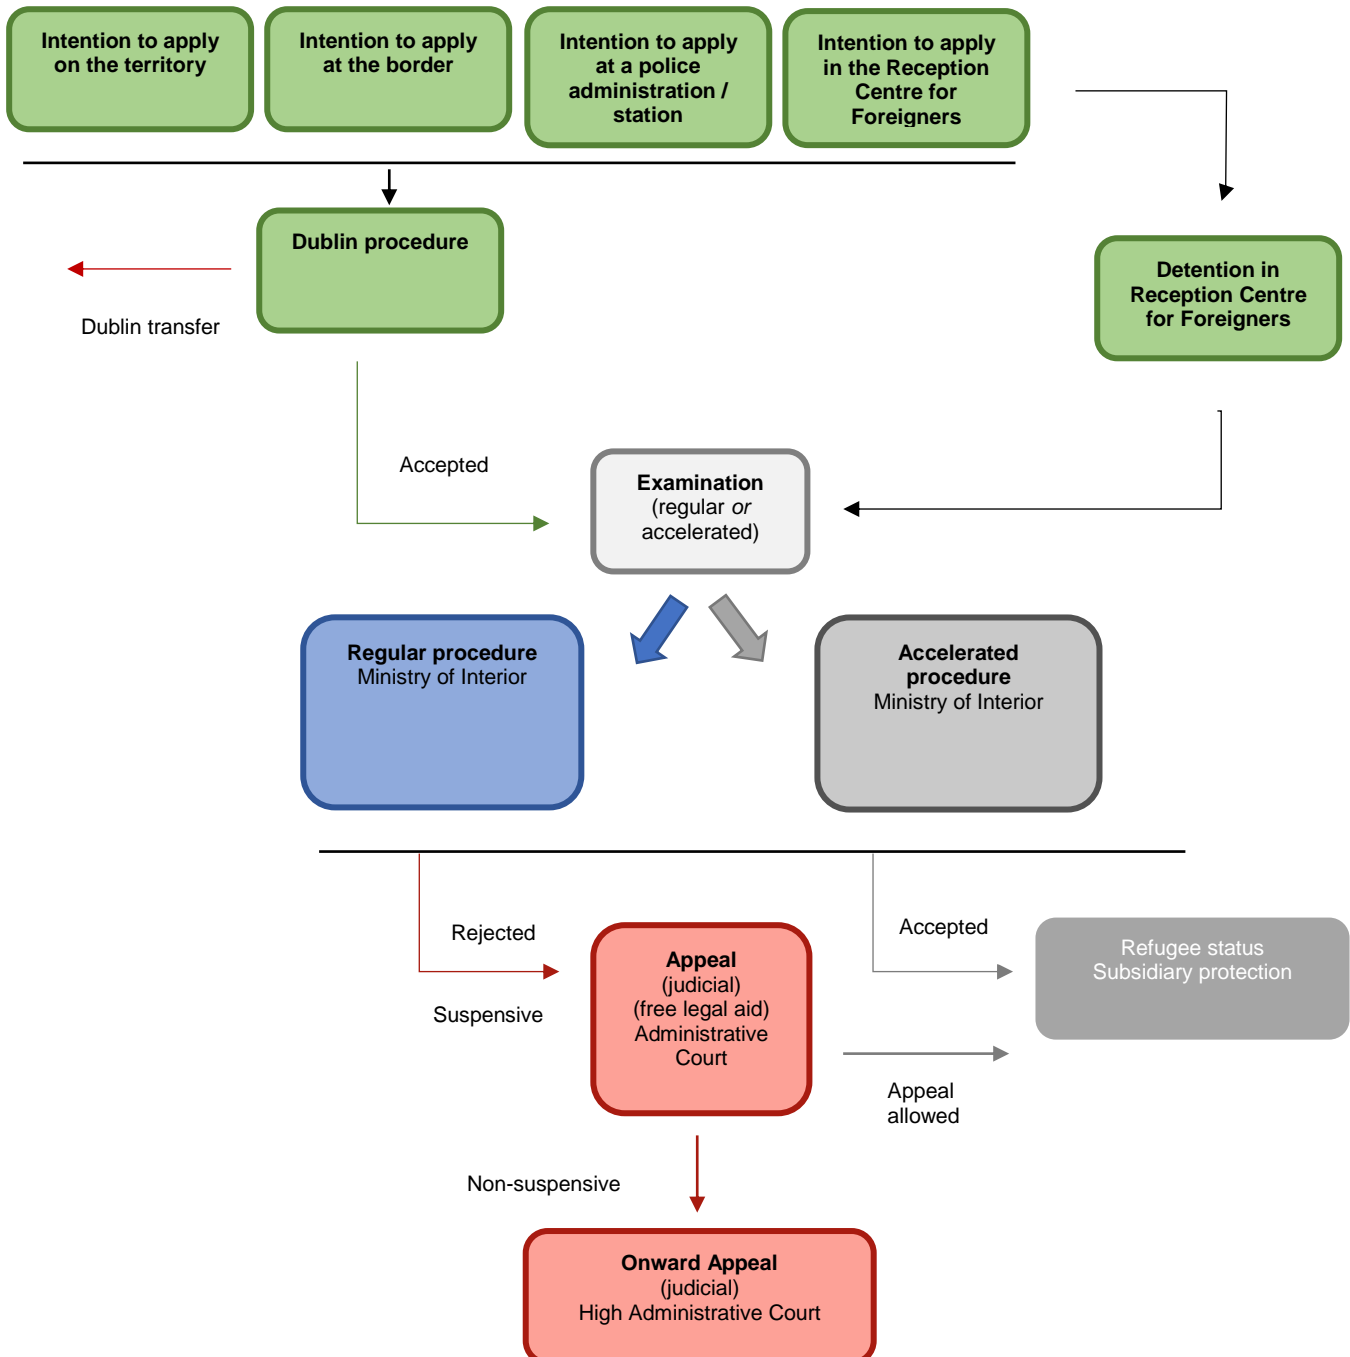 Intention to apply
on the territory
Intention to apply
at the border
Intention to apply
at a police
administration /
station
Intention to apply
in the Reception
Centre for
Foreigners
Dublin procedure
Dublin transfer
Detention in
Reception Centre
for Foreigners
Accepted
Examination
(regular or
accelerated)
Regular procedure
Ministry of Interior
Accelerated
procedure
Ministry of Interior
Rejected
Suspensive
Appeal
(judicial)
(free legal aid)
Administrative
Court
Accepted
Refugee status
Subsidiary protection
Appeal
allowed
Non-suspensive
Onward Appeal
(judicial)
High Administrative Court